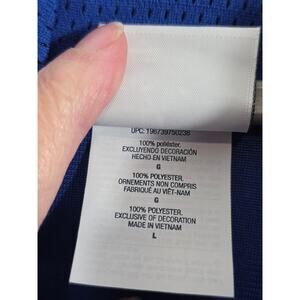 UPC: 196739750238
100% poliéster.
EXCLUYENDO DECORACIÓN
HECHO EN VIETNAM
G
100% POLYESTER.
ORNEMENTS NON COMPRIS
FABRIQUÉ AU VIÊT-NAM
G
100% POLYESTER.
EXCLUSIVE OF DECORATION
MADE IN VIETNAM
L